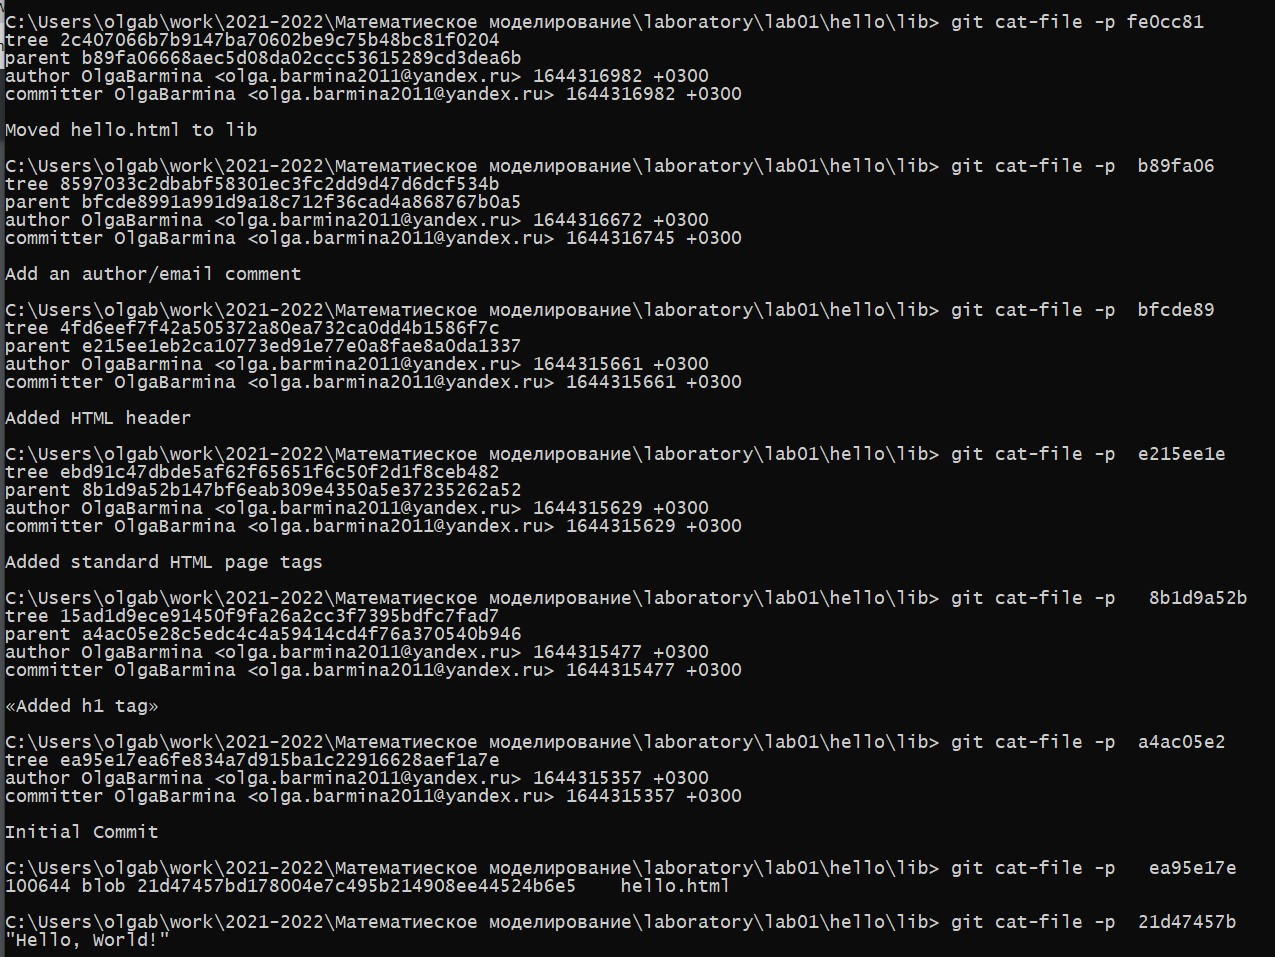 C:\Users\olgab\work\2021-2022\Математиеское моделирование\laboratory\lab01\hello\lib> git cat-file -p fe0cc81
tree 2c407066b7b9147ba70602be9c75b48bc81f0204
parent b89fa06668aec5d08da02ccc53615289cd3dea6b
author OlgaBarmina <olga.barmina2011@yandex.ru> 1644316982 +0300
committer OlgaBarmina <olga.barmina2011@yandex.ru> 1644316982 +0300
Moved hello.html to lib
C:\Users\olgab\work\2021-2022\Математиеское моделирование\laboratory\lab01\hello\lib> git cat-file -p  b89fa06
tree 8597033c2dbabf58301ec3fc2dd9d47d6dcf534b
parent bfcde8991a991d9a18c712f36cad4a868767b0a5
author OlgaBarmina <olga.barmina2011@yandex.ru> 1644316672 +0300
committer OlgaBarmina <olga.barmina2011@yandex.ru> 1644316745 +0300
Add an author/email comment
C:\Users\olgab\work\2021-2022\Математиеское моделирование\laboratory\lab01\hello\lib> git cat-file -p  bfcde89
tree 4fd6eef7f42a505372a80ea732ca0dd4b1586f7c
parent e215ee1eb2ca10773ed91e77e0a8fae8a0da1337
author OlgaBarmina <olga.barmina2011@yandex.ru> 1644315661 +0300
committer OlgaBarmina <olga.barmina2011@yandex.ru> 1644315661 +0300
Added HTML header
C:\Users\olgab\work\2021-2022\Математиеское моделирование\laboratory\lab01\hello\lib> git cat-file -p  e215ee1e
tree ebd91c47dbde5af62f65651f6c50f2d1f8ceb482
parent 8b1d9a52b147bf6eab309e4350a5e37235262a52
author OlgaBarmina <olga.barmina2011@yandex.ru> 1644315629 +0300
committer OlgaBarmina <olga.barmina2011@yandex.ru> 1644315629 +0300
Added standard HTML page tags
C:\Users\olgab\work\2021-2022\Математиеское моделирование\laboratory\lab01\hello\lib> git cat-file -p   8b1d9a52b
tree 15ad1d9ece91450f9fa26a2cc3f7395bdfc7fad7
parent a4ac05e28c5edc4c4a59414cd4f76a370540b946
author OlgaBarmina <olga.barmina2011@yandex.ru> 1644315477 +0300
committer OlgaBarmina <olga.barmina2011@yandex.ru> 1644315477 +0300
«Added h1 tag»
C:\Users\olgab\work\2021-2022\Математиеское моделирование\laboratory\lab01\hello\lib> git cat-file -p  a4ac05e2
tree ea95e17ea6fe834a7d915ba1c22916628aef1a7e
author OlgaBarmina <olga.barmina2011@yandex.ru> 1644315357 +0300
committer OlgaBarmina <olga.barmina2011@yandex.ru> 1644315357 +0300
Initial Commit
C:\Users\olgab\work\2021-2022\Математиеское моделирование\laboratory\lab01\hello\lib> git cat-file -p   ea95e17e
100644 blob 21d47457bd178004e7c495b214908ee44524b6e5    hello.html
C:\Users\olgab\work\2021-2022\Математиеское моделирование\laboratory\lab01\hello\lib> git cat-file -p  21d47457b
"Hello, World!"